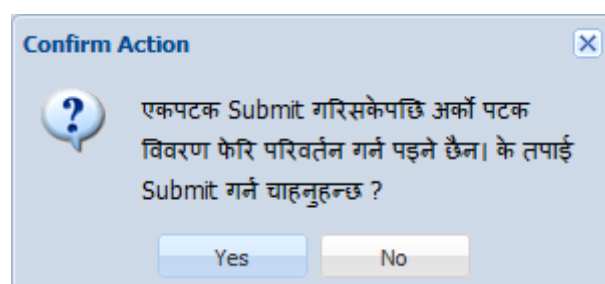 Confirm Action
एकपटक Submit गरिसकेपछि अर्को पटक
विवरण फेरि परिवर्तन गर्न पइने छैन। के तपाई
Submit गर्न चाहनुहन्छ ?
Yes No